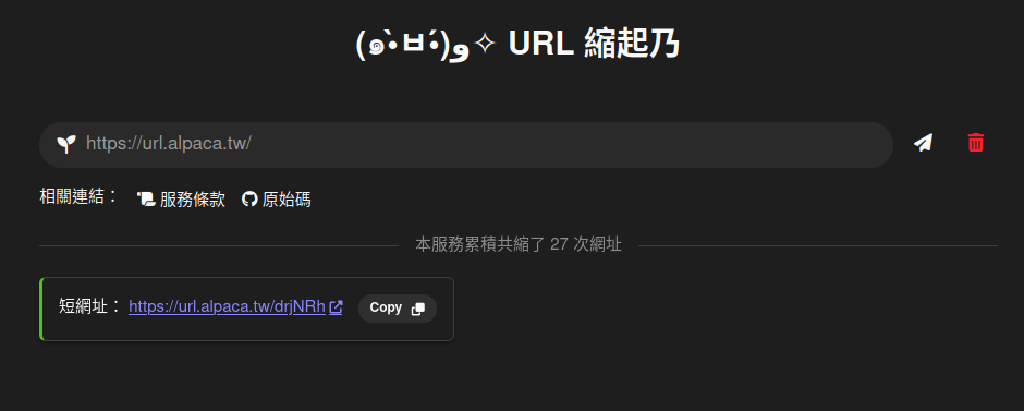 (๑•̀ㅂ•́)و✧ URL 縮起乃
https://url.alpaca.tw/
相關連結： 服務條款 原始碼
本服務累積共縮了 27 次網址
短網址： https://url.alpaca.tw/drjNRh Copy